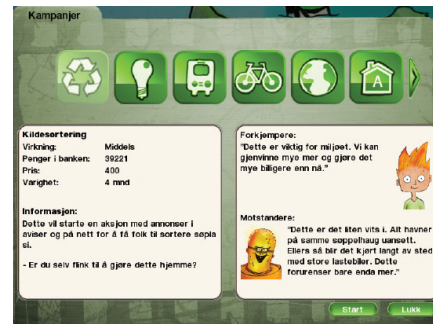 Kampanjer
A
Kildesortering
Virkning: Middels
Penger i banken: 39221
Pris: 400
Varighet: 4 mnd
Informasjon:
Dette vil starte en aksjon med annonser i
aviser og på nett for å få folk til sortere søpla
si.
- Er du selv flink til å gjøre dette hjemme?
Forkjempere:
"Dette er viktig for miljøet. Vi kan
gjenvinne mye mer og gjøre det
mye biligere enn nå."
Motstandere:
"Dette er det liten vits i. Alt havner
på samme søppelhaug uansett.
Ellers så blir det kjørt langt av sted
med store lastebiler. Dette
forurenser bare enda mer."
Start
Lukk